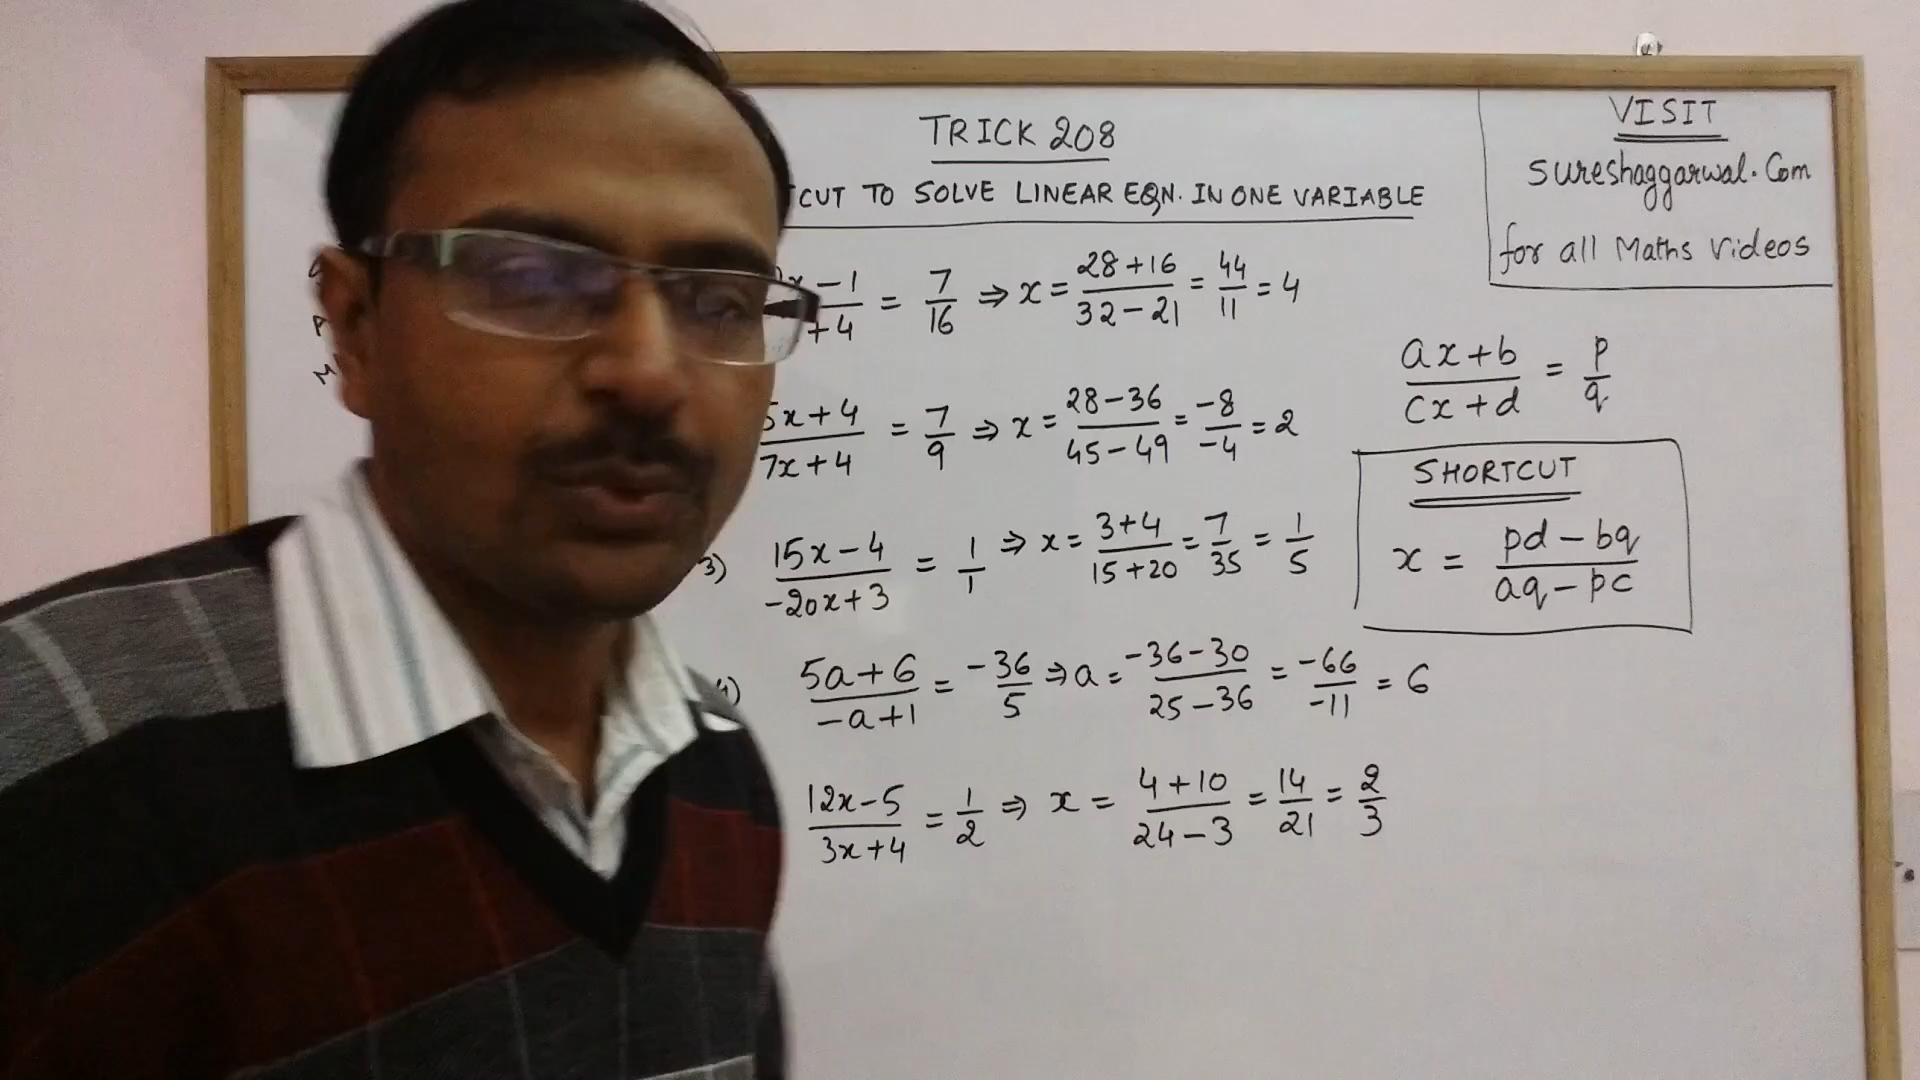 TRICK 208
CUT TO SOLVE LINEAR EQN. IN ONE VARIABLE
VISIT
sureshaggarwal.com
for all Maths videos
x-1/+4 = 7/16 ⇒ x = 28+16/32-21 = 44/11 = 4
5x+4/7x+4 = 7/9 ⇒ x = 28-36/45-49 = -8/-4 = 2
3) 15x-4/-20x+3 = 1/1 ⇒ x = 3+4/15+20 = 7/35 = 1/5
4) 5a+6/-a+1 = -36/5 ⇒ a = -36-30/25-36 = -66/-11 = 6
12x-5/3x+4 = 1/2 ⇒ x = 4+10/24-3 = 14/21 = 2/3
ax+b/cx+d = p/q
SHORTCUT
x = pd-bq/aq-pc